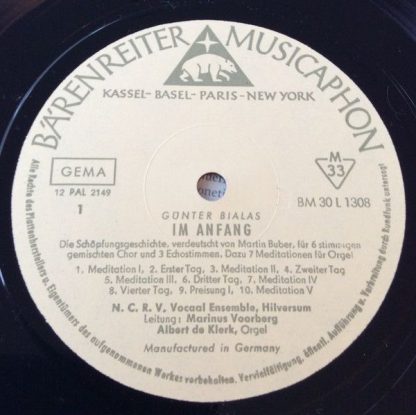 BÄRENREITER MUSICAPHON
KASSEL – BASEL – PARIS – NEW YORK
GEMA
12 PAL 2149
1
M
33
BM 30 L 1308
GÜNTER BIALAS
IM ANFANG
Die Schöpfungsgeschichte, verdeutscht von Martin Buber, für 6 stimmigen
gemischten Chor und 3 Echostimmen. Dazu 7 Meditationen für Orgel
1. Meditation I, 2. Erster Tag, 3. Meditation II, 4. Zweiter Tag
5. Meditation III, 6. Dritter Tag, 7. Meditation IV
8. Vierter Tag, 9. Preisung I, 10. Meditation V
N. C. R. V. Vocaal Ensemble, Hilversum
Leitung: Marinus Voorberg
Albert de Klerk, Orgel
Manufactured in Germany
Alle Rechte des Plattenherstellers u. Eigentümers des aufgenommenen Werkes vorbehalten. Vervielfältigung, öffentl. Aufführung u. Verbreitung durch Rundfunk untersagt